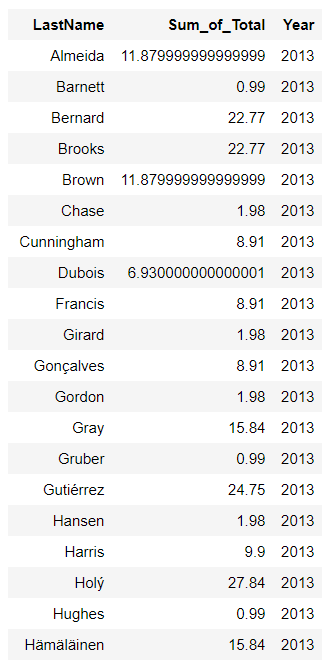 LastName Sum_of_Total Year
Almeida 11.879999999999999 2013
Barnett 0.99 2013
Bernard 22.77 2013
Brooks 22.77 2013
Brown 11.879999999999999 2013
Chase 1.98 2013
Cunningham 8.91 2013
Dubois 6.930000000000001 2013
Francis 8.91 2013
Girard 1.98 2013
Gonçalves 8.91 2013
Gordon 1.98 2013
Gray 15.84 2013
Gruber 0.99 2013
Gutiérrez 24.75 2013
Hansen 1.98 2013
Harris 9.9 2013
Holý 27.84 2013
Hughes 0.99 2013
Hämäläinen 15.84 2013